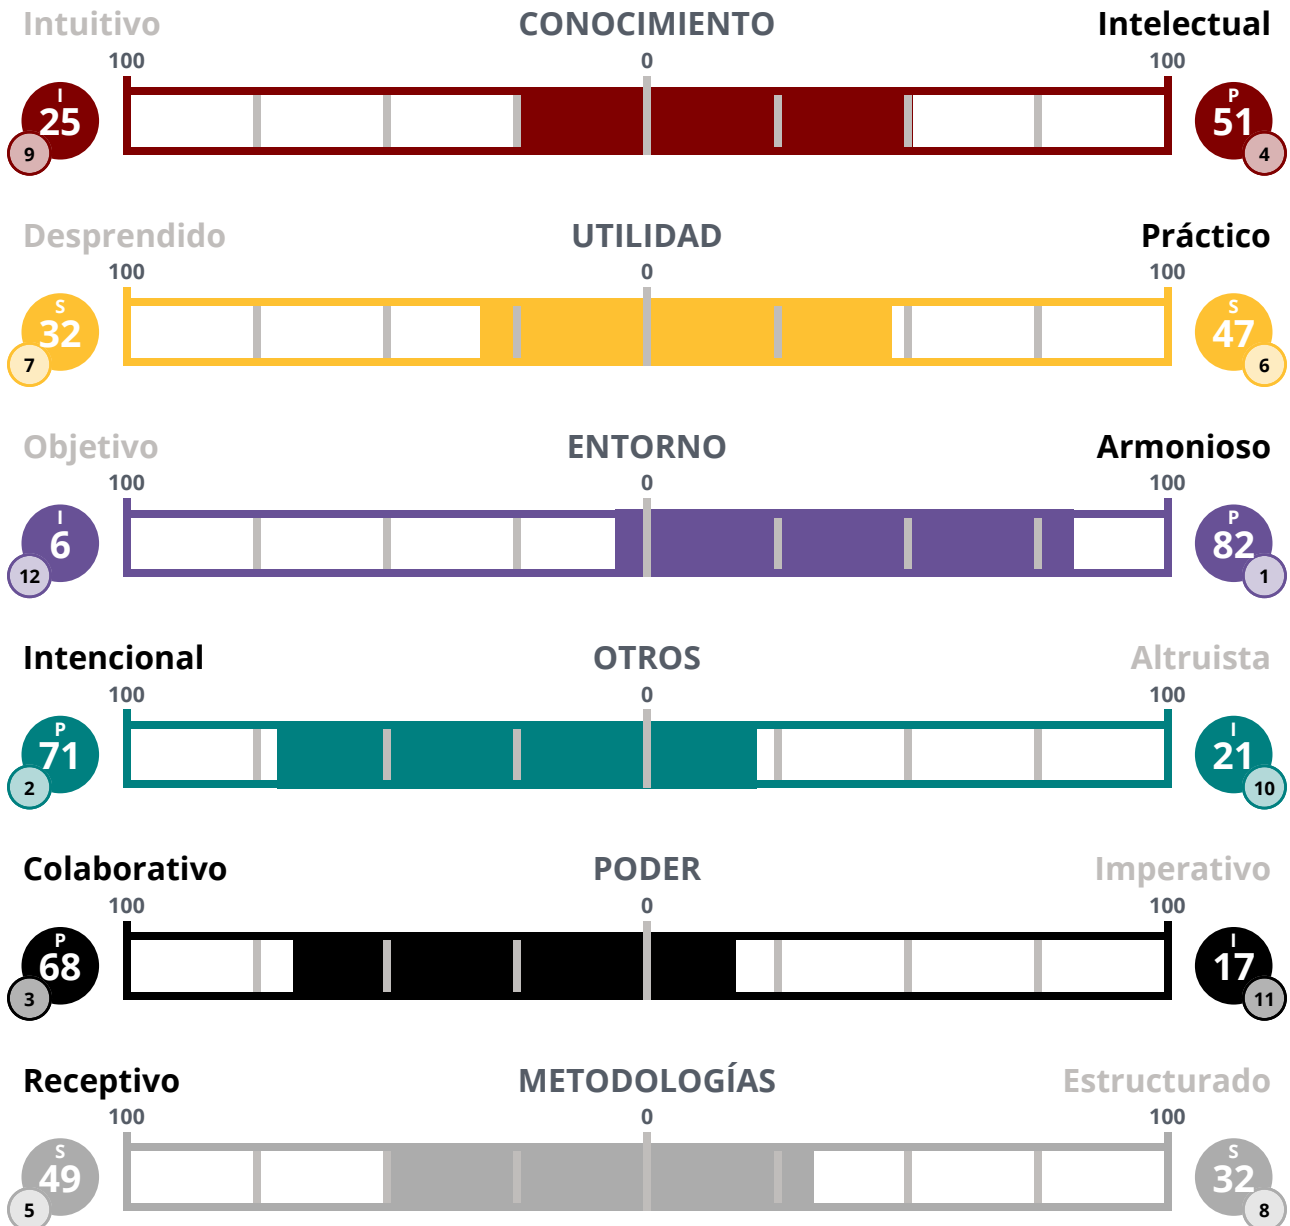 Intuitivo CONOCIMIENTO Intelectual
100 0 100
I P
25 51
9 4
Desprendido UTILIDAD Práctico
100 0 100
S S
32 47
7 6
Objetivo ENTORNO Armonioso
100 0 100
I P
6 82
12 1
Intencional OTROS Altruista
100 0 100
P I
71 21
2 10
Colaborativo PODER Imperativo
100 0 100
P I
68 17
3 11
Receptivo METODOLOGÍAS Estructurado
100 0 100
S S
49 32
5 8